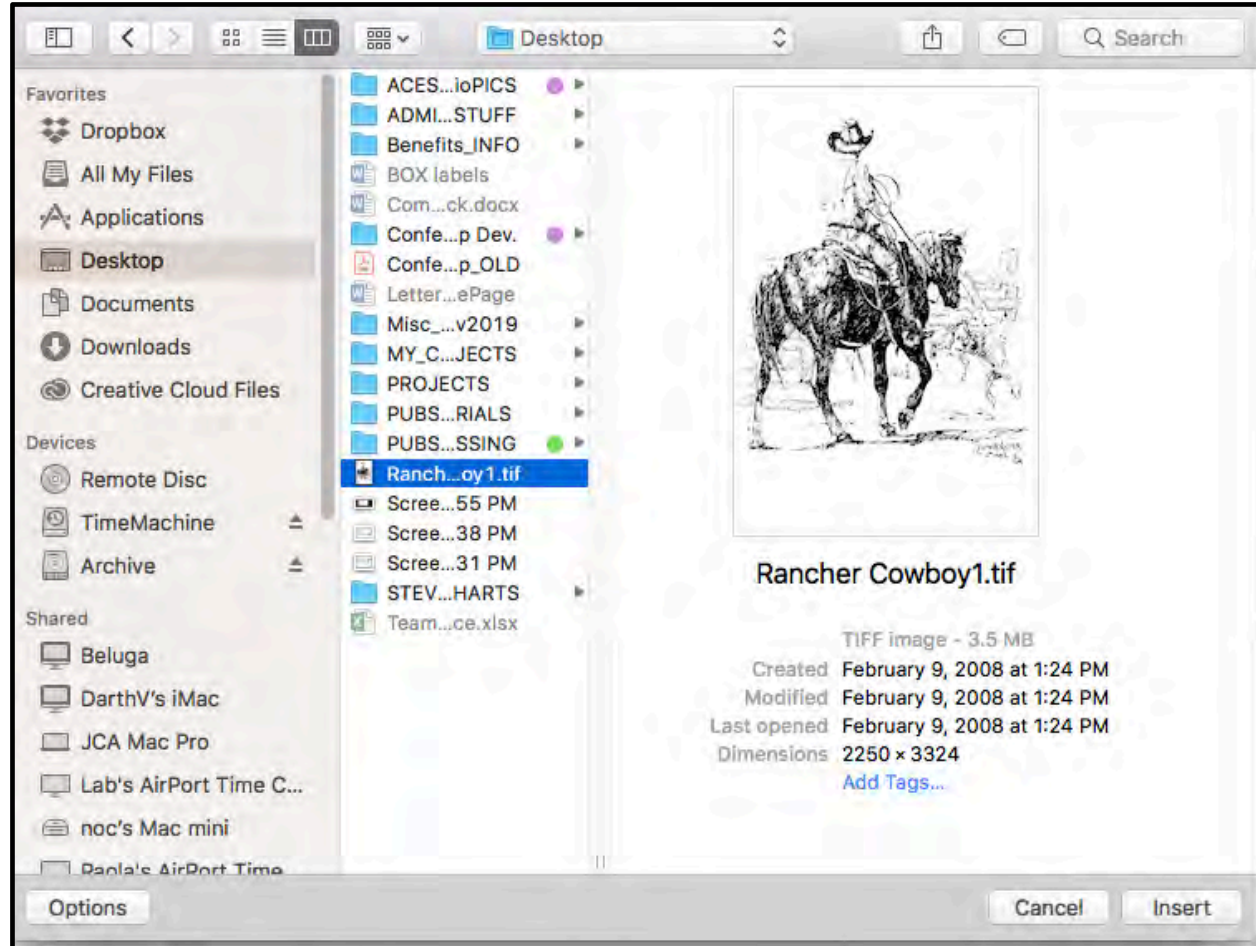 Desktop
Search
Favorites
Dropbox
All My Files
Applications
Desktop
Documents
Downloads
Creative Cloud Files
Devices
Remote Disc
TimeMachine
Archive
Shared
Beluga
DarthV's iMac
JCA Mac Pro
Lab's AirPort Time C...
noc's Mac mini
Paola's AirPort Time
ACES...ioPICS
ADMI...STUFF
Benefits_INFO
BOX labels
Com...ck.docx
Confe...p Dev.
Confe...p_OLD
Letter...ePage
Misc_...v2019
MY_C...JECTS
PROJECTS
PUBS...RIALS
PUBS...SSING
Ranch...oy1.tif
Scree...55 PM
Scree...38 PM
Scree...31 PM
STEV...HARTS
Team...ce.xlsx
Rancher Cowboy1.tif
TIFF image - 3.5 MB
Created February 9, 2008 at 1:24 PM
Modified February 9, 2008 at 1:24 PM
Last opened February 9, 2008 at 1:24 PM
Dimensions 2250 × 3324
Add Tags...
Options
Cancel
Insert